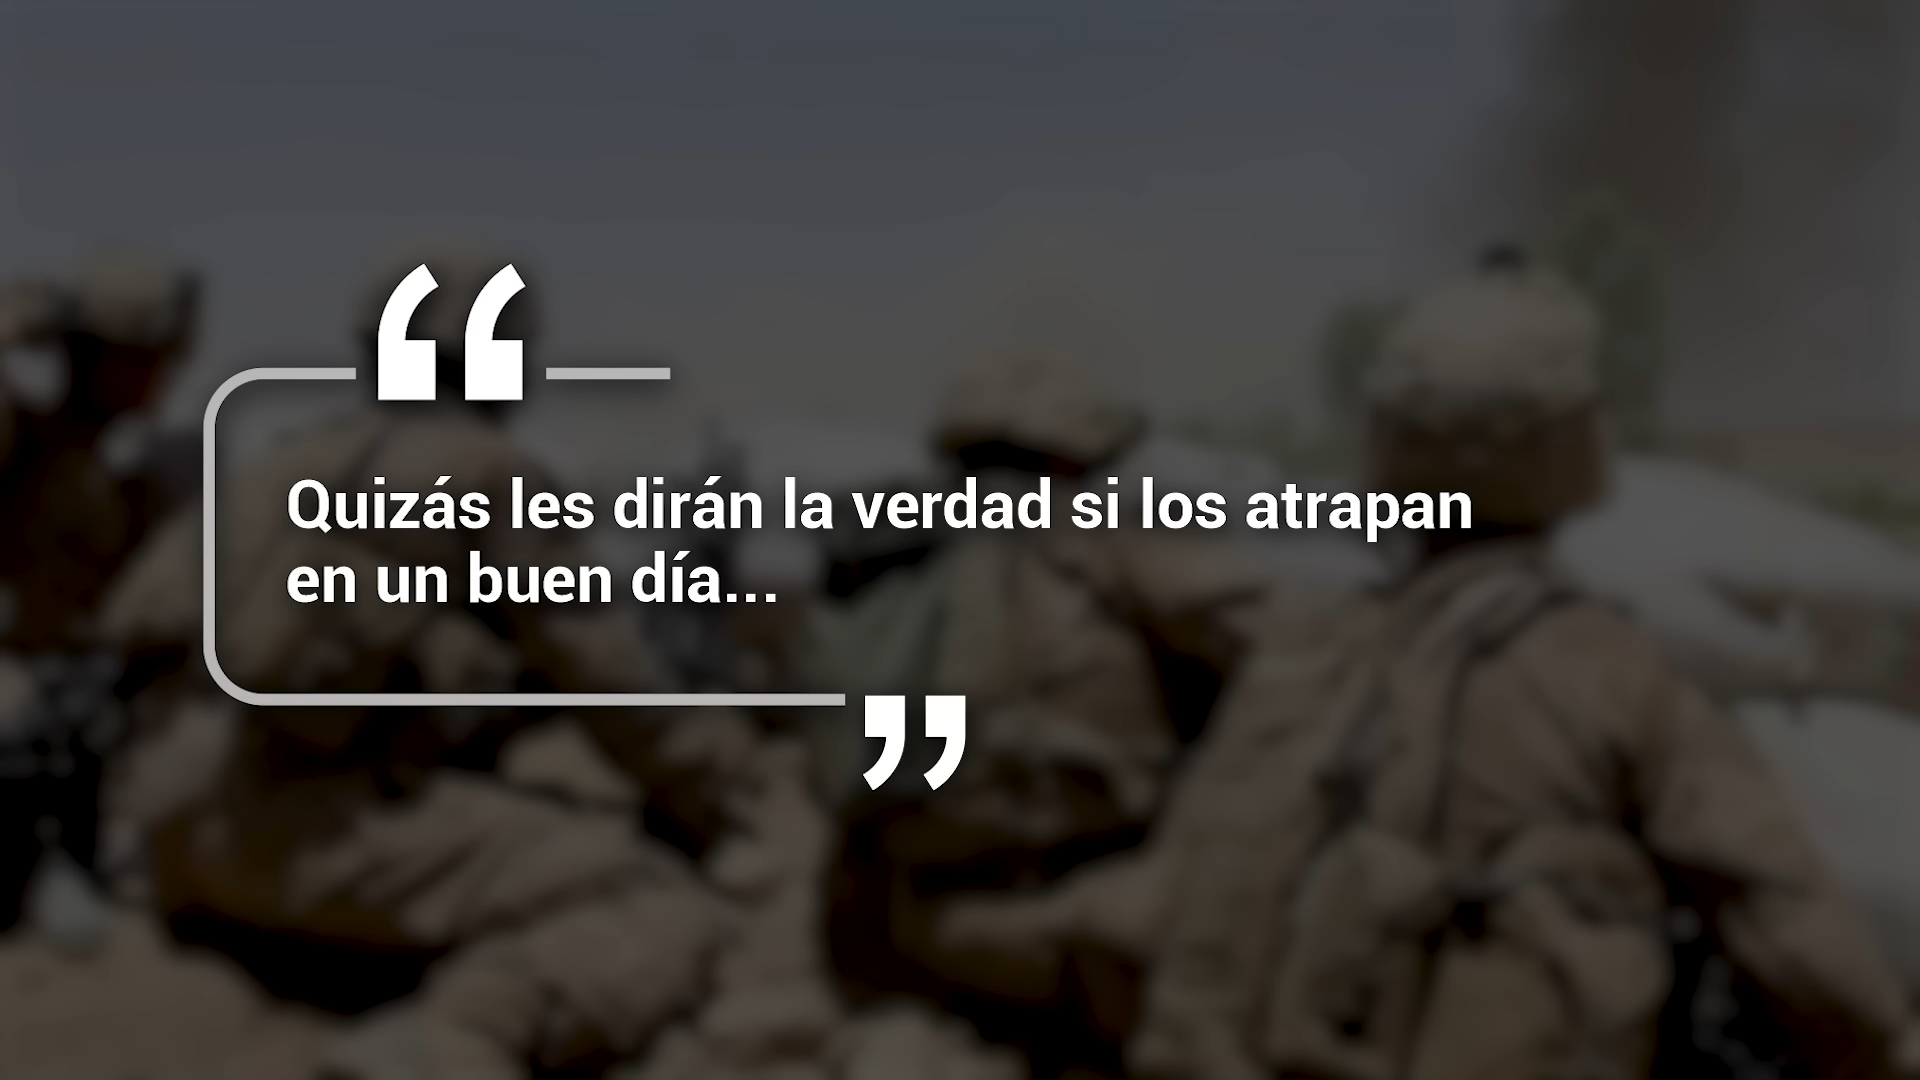 “
Quizás les dirán la verdad si los atrapan
en un buen día...
”